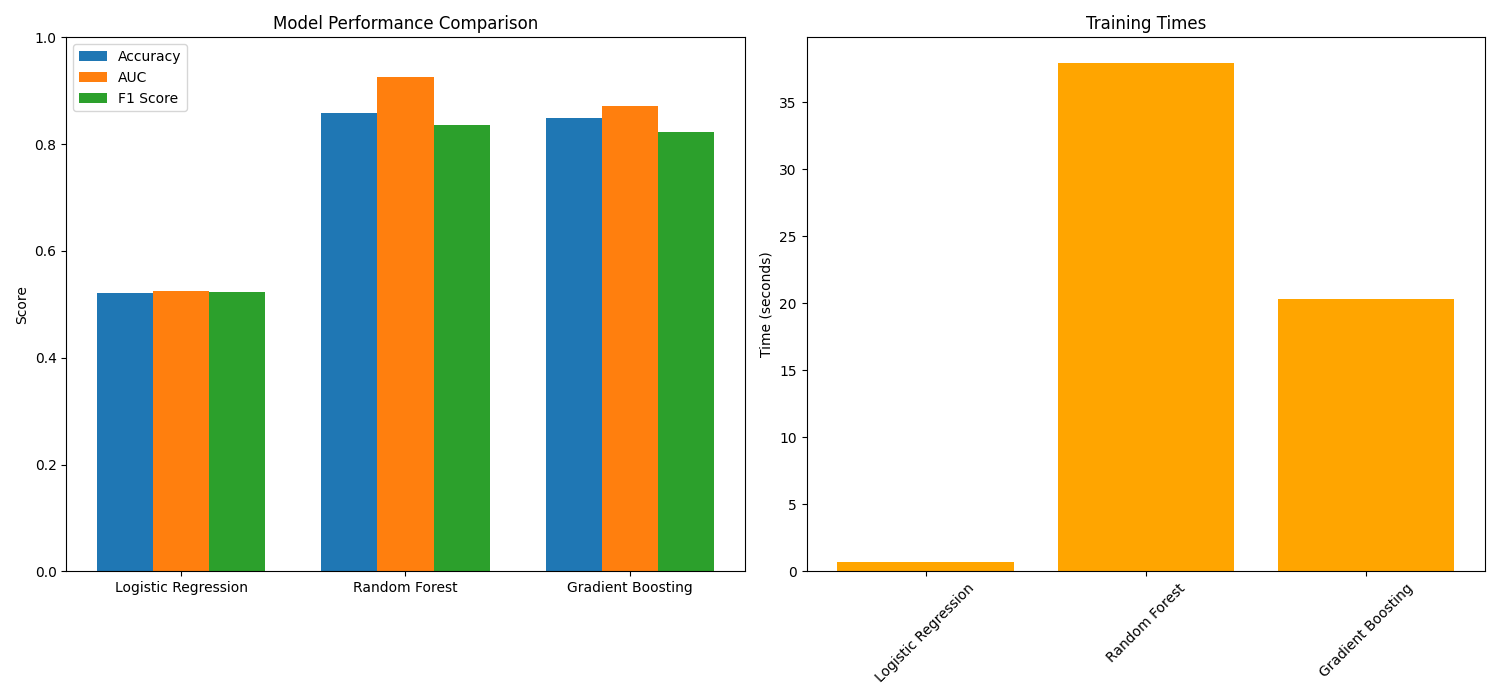 Model Performance Comparison
Accuracy
AUC
F1 Score
Score
1.0
0.8
0.6
0.4
0.2
0.0
Logistic Regression Random Forest Gradient Boosting
Training Times
Time (seconds)
35
30
25
20
15
10
5
0
Logistic Regression
Random Forest
Gradient Boosting